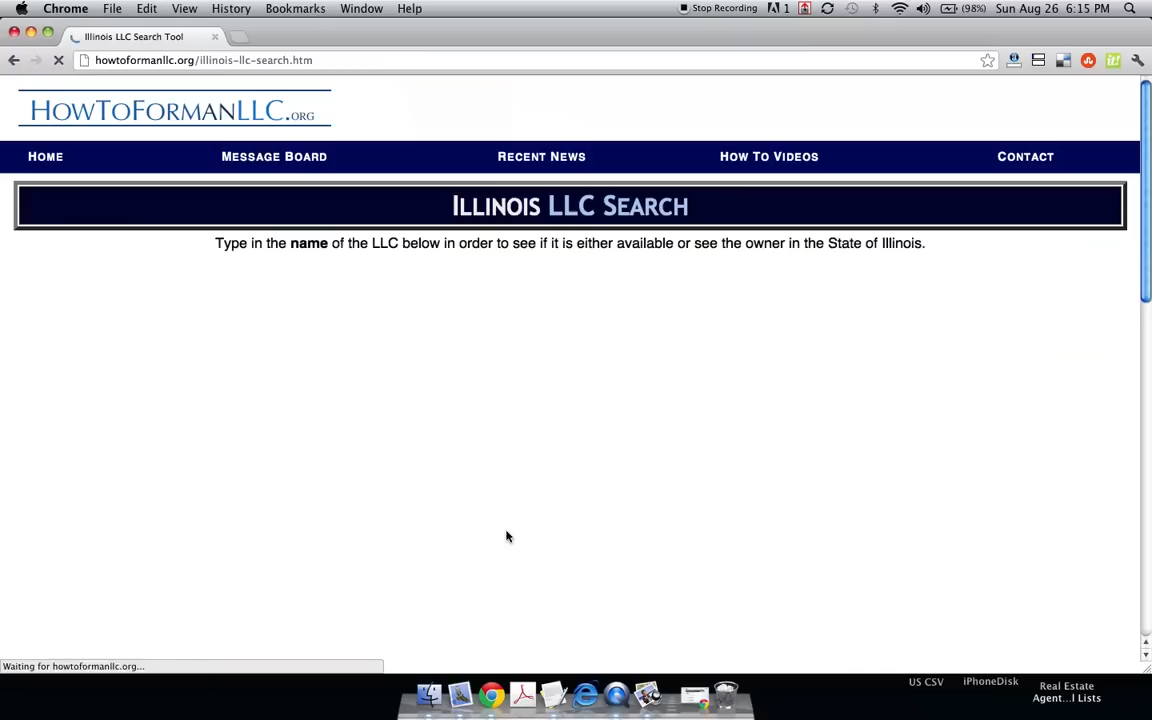 Chrome File Edit View History Bookmarks Window Help Stop Recording 1 (98%) Sun Aug 26 6:15 PM
Illinois LLC Search Tool
howtoformanllc.org/illinois-llc-search.htm
HowToFormanLLC.org
Home Message Board Recent News How To Videos Contact
Illinois LLC Search
Type in the name of the LLC below in order to see if it is either available or see the owner in the State of Illinois.
Waiting for howtoformanllc.org...
US CSV iPhoneDisk Real Estate
Agent...l Lists